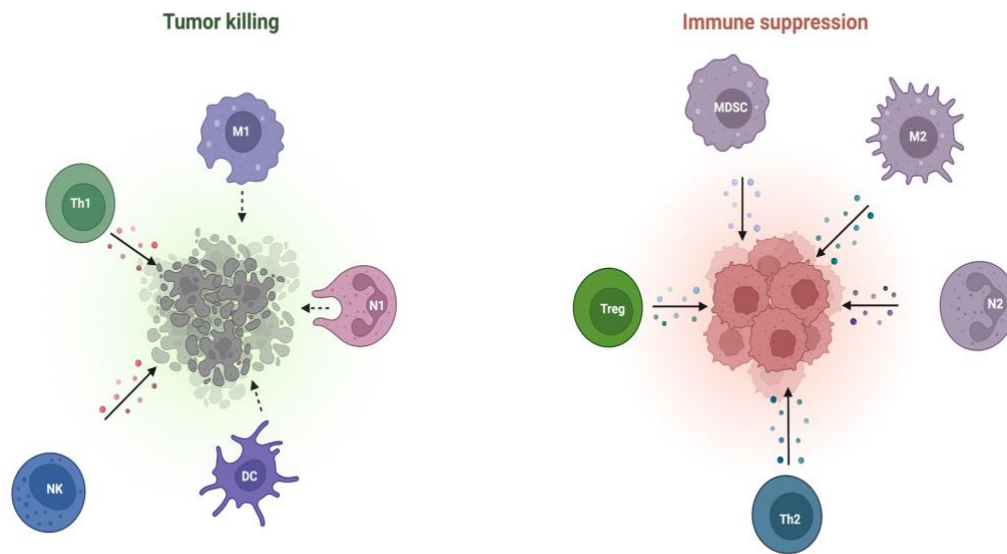 Tumor killing
Immune suppression
M1
Th1
N1
NK
DC
MDSC
M2
Treg
N2
Th2